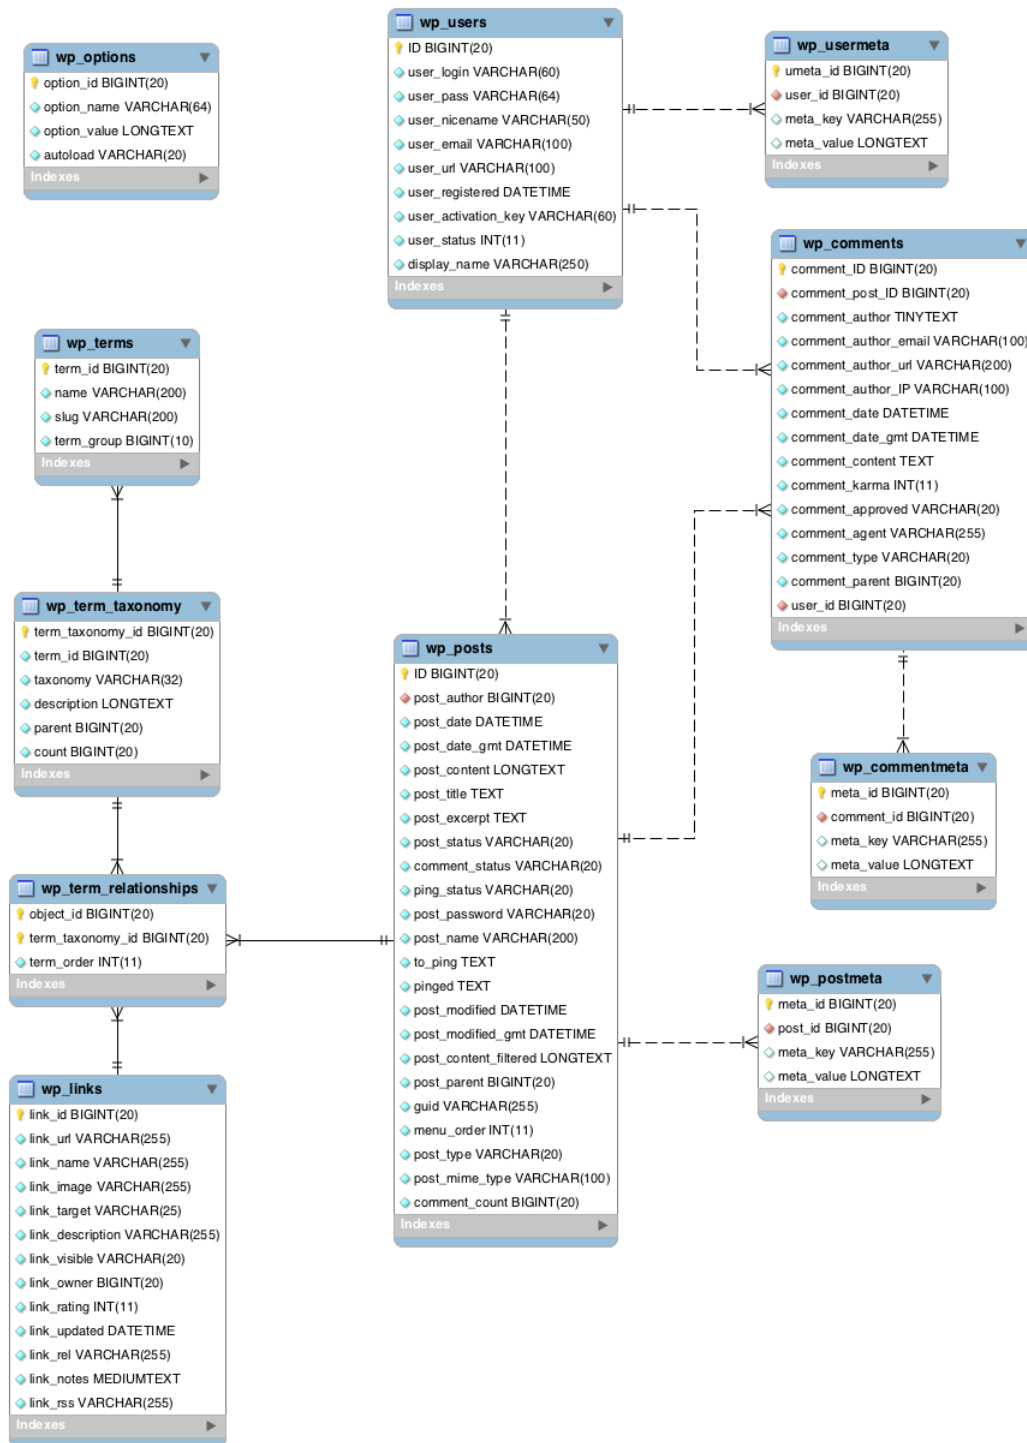 wp_options
option_id BIGINT(20)
option_name VARCHAR(64)
option_value LONGTEXT
autoload VARCHAR(20)
Indexes
wp_users
ID BIGINT(20)
user_login VARCHAR(60)
user_pass VARCHAR(64)
user_nicename VARCHAR(50)
user_email VARCHAR(100)
user_url VARCHAR(100)
user_registered DATETIME
user_activation_key VARCHAR(60)
user_status INT(11)
display_name VARCHAR(250)
Indexes
wp_usermeta
umeta_id BIGINT(20)
user_id BIGINT(20)
meta_key VARCHAR(255)
meta_value LONGTEXT
Indexes
wp_comments
comment_ID BIGINT(20)
comment_post_ID BIGINT(20)
comment_author TINYTEXT
comment_author_email VARCHAR(100)
comment_author_url VARCHAR(200)
comment_author_IP VARCHAR(100)
comment_date DATETIME
comment_date_gmt DATETIME
comment_content TEXT
comment_karma INT(11)
comment_approved VARCHAR(20)
comment_agent VARCHAR(255)
comment_type VARCHAR(20)
comment_parent BIGINT(20)
user_id BIGINT(20)
Indexes
wp_terms
term_id BIGINT(20)
name VARCHAR(200)
slug VARCHAR(200)
term_group BIGINT(10)
Indexes
wp_term_taxonomy
term_taxonomy_id BIGINT(20)
term_id BIGINT(20)
taxonomy VARCHAR(32)
description LONGTEXT
parent BIGINT(20)
count BIGINT(20)
Indexes
wp_posts
ID BIGINT(20)
post_author BIGINT(20)
post_date DATETIME
post_date_gmt DATETIME
post_content LONGTEXT
post_title TEXT
post_excerpt TEXT
post_status VARCHAR(20)
comment_status VARCHAR(20)
ping_status VARCHAR(20)
post_password VARCHAR(20)
post_name VARCHAR(200)
to_ping TEXT
pinged TEXT
post_modified DATETIME
post_modified_gmt DATETIME
post_content_filtered LONGTEXT
post_parent BIGINT(20)
guid VARCHAR(255)
menu_order INT(11)
post_type VARCHAR(20)
post_mime_type VARCHAR(100)
comment_count BIGINT(20)
Indexes
wp_commentmeta
meta_id BIGINT(20)
comment_id BIGINT(20)
meta_key VARCHAR(255)
meta_value LONGTEXT
Indexes
wp_term_relationships
object_id BIGINT(20)
term_taxonomy_id BIGINT(20)
term_order INT(11)
Indexes
wp_postmeta
meta_id BIGINT(20)
post_id BIGINT(20)
meta_key VARCHAR(255)
meta_value LONGTEXT
Indexes
wp_links
link_id BIGINT(20)
link_url VARCHAR(255)
link_name VARCHAR(255)
link_image VARCHAR(255)
link_target VARCHAR(25)
link_description VARCHAR(255)
link_visible VARCHAR(20)
link_owner BIGINT(20)
link_rating INT(11)
link_updated DATETIME
link_rel VARCHAR(255)
link_notes MEDIUMTEXT
link_rss VARCHAR(255)
Indexes